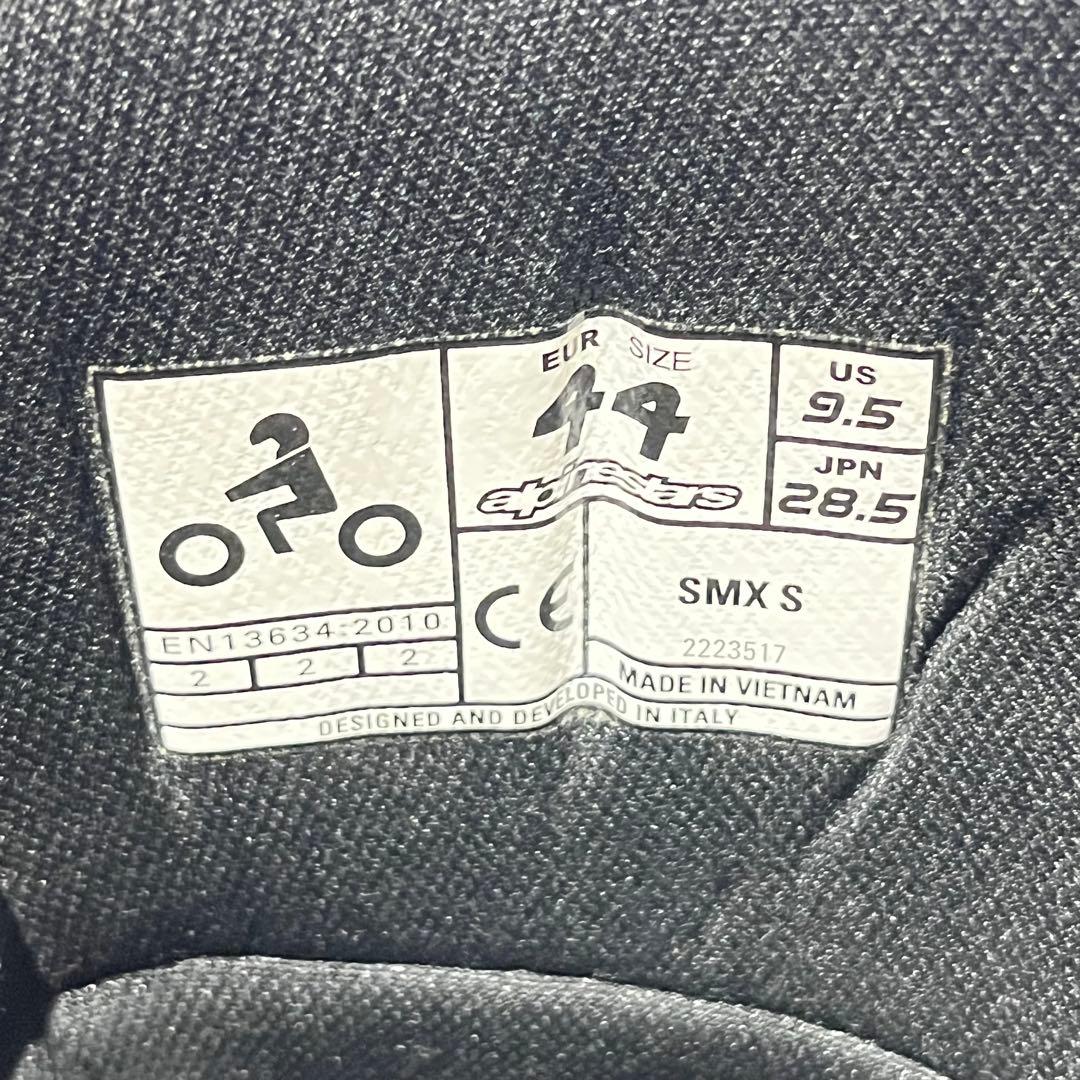 EUR SIZE
44
alpinestars
US
9.5
JPN
28.5
EN13634:2010
2 2 2
CE
SMX S
2223517
MADE IN VIETNAM
DESIGNED AND DEVELOPED IN ITALY